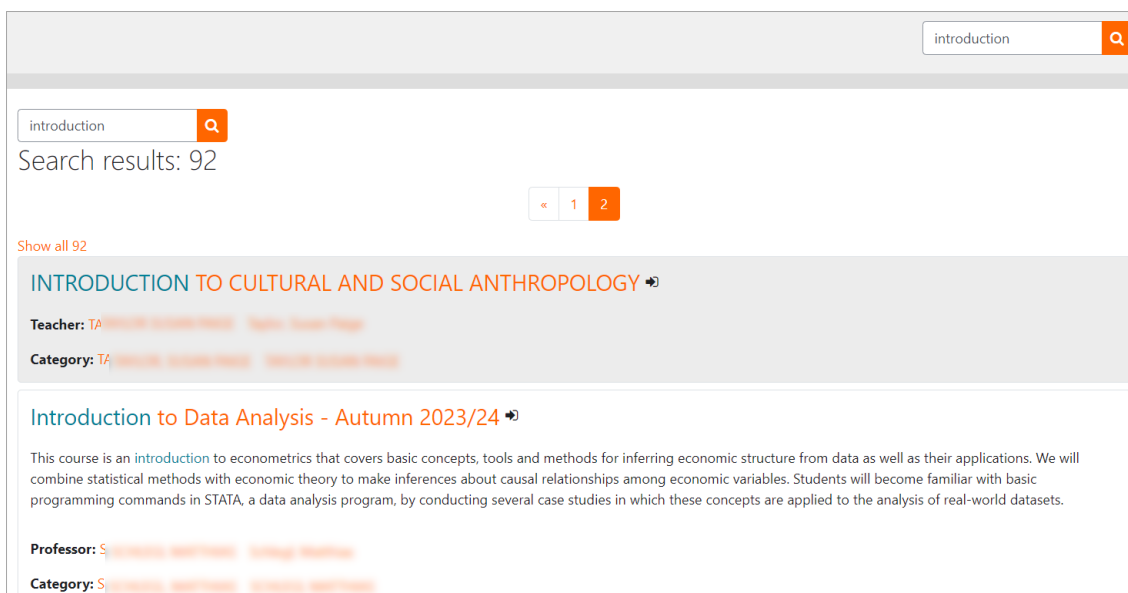 introduction
introduction
Search results: 92
« 1 2
Show all 92
INTRODUCTION TO CULTURAL AND SOCIAL ANTHROPOLOGY
Teacher:
Category:
Introduction to Data Analysis - Autumn 2023/24
This course is an introduction to econometrics that covers basic concepts, tools and methods for inferring economic structure from data as well as their applications. We will
combine statistical methods with economic theory to make inferences about causal relationships among economic variables. Students will become familiar with basic
programming commands in STATA, a data analysis program, by conducting several case studies in which these concepts are applied to the analysis of real-world datasets.
Professor:
Category: